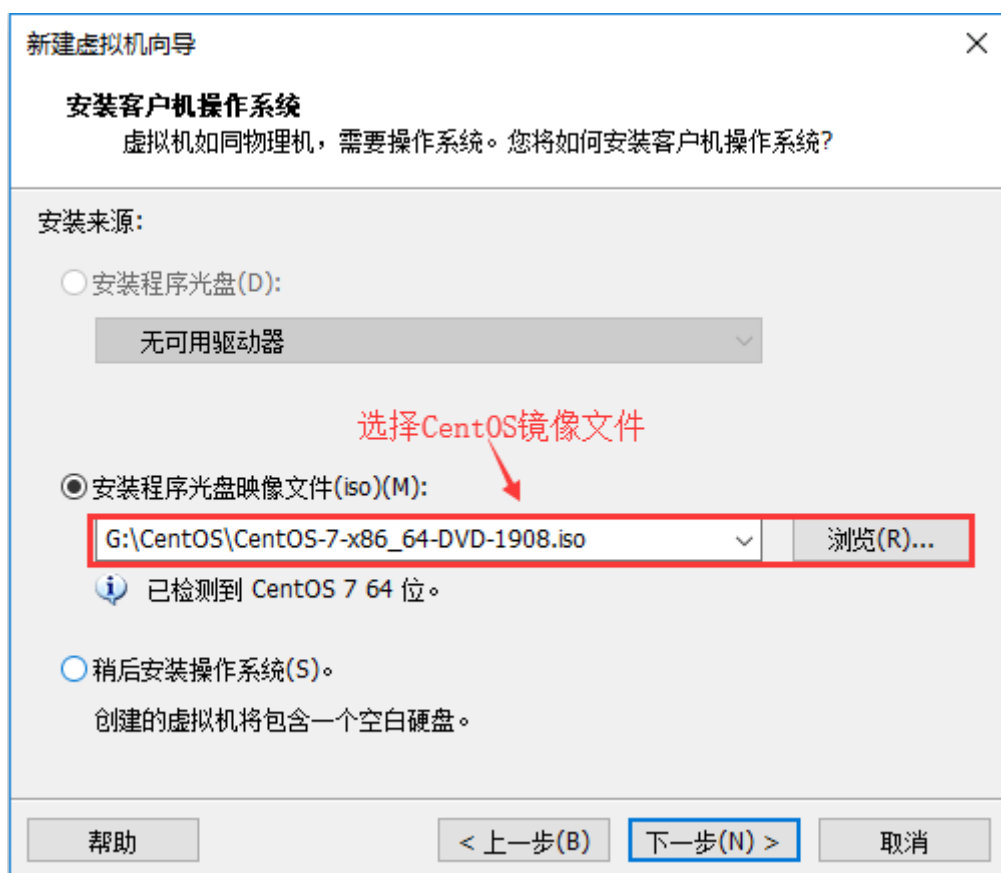 新建虚拟机向导
安装客户机操作系统
虚拟机如同物理机，需要操作系统。您将如何安装客户机操作系统?
安装来源:
安装程序光盘(D):
无可用驱动器
选择CentOS镜像文件
安装程序光盘映像文件(iso)(M):
G:\CentOS\CentOS-7-x86_64-DVD-1908.iso
浏览(R)...
已检测到 CentOS 7 64 位。
稍后安装操作系统(S)。
创建的虚拟机将包含一个空白硬盘。
帮助
< 上一步(B)
下一步(N) >
取消